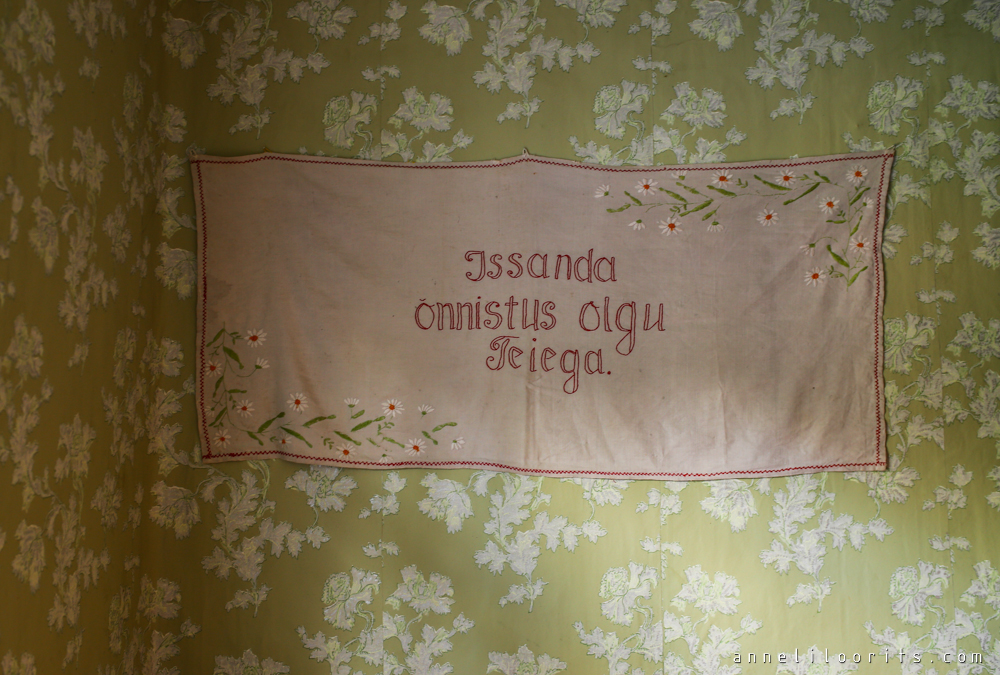 Issanda
õnnistus olgu
Teiega.
anneliloorits.com